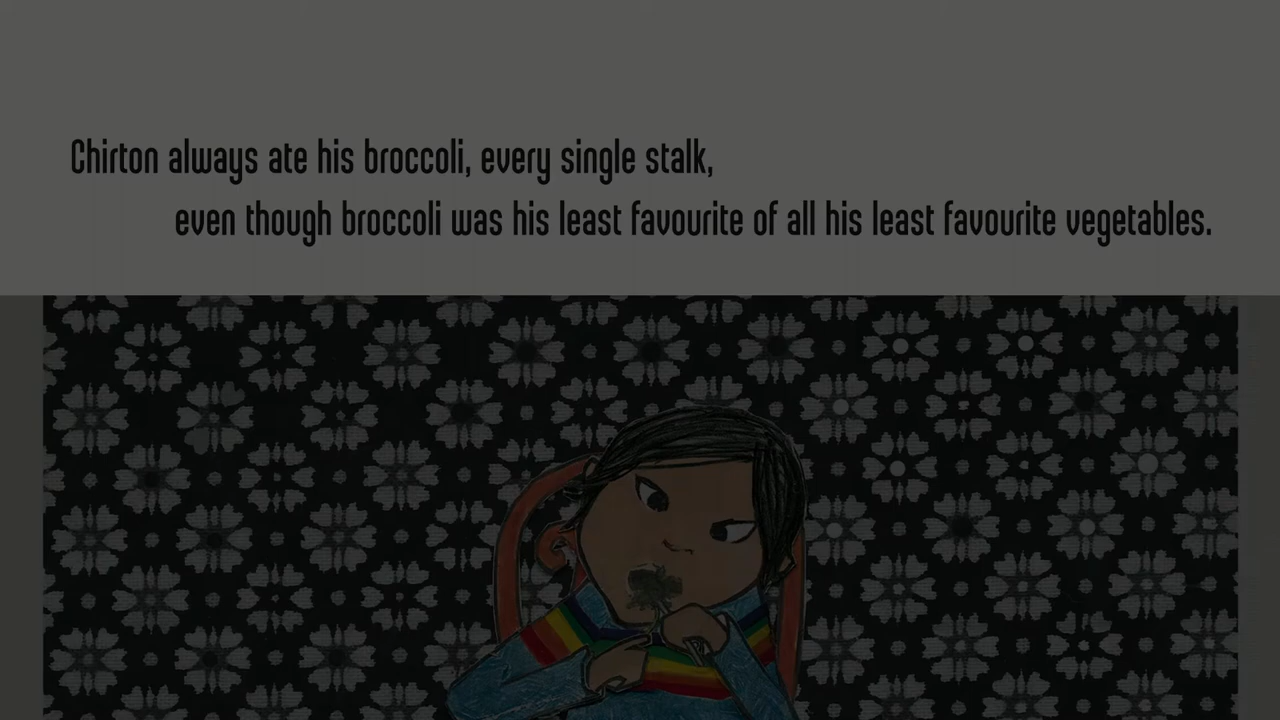 Chirton always ate his broccoli, every single stalk,
even though broccoli was his least favourite of all his least favourite vegetables.